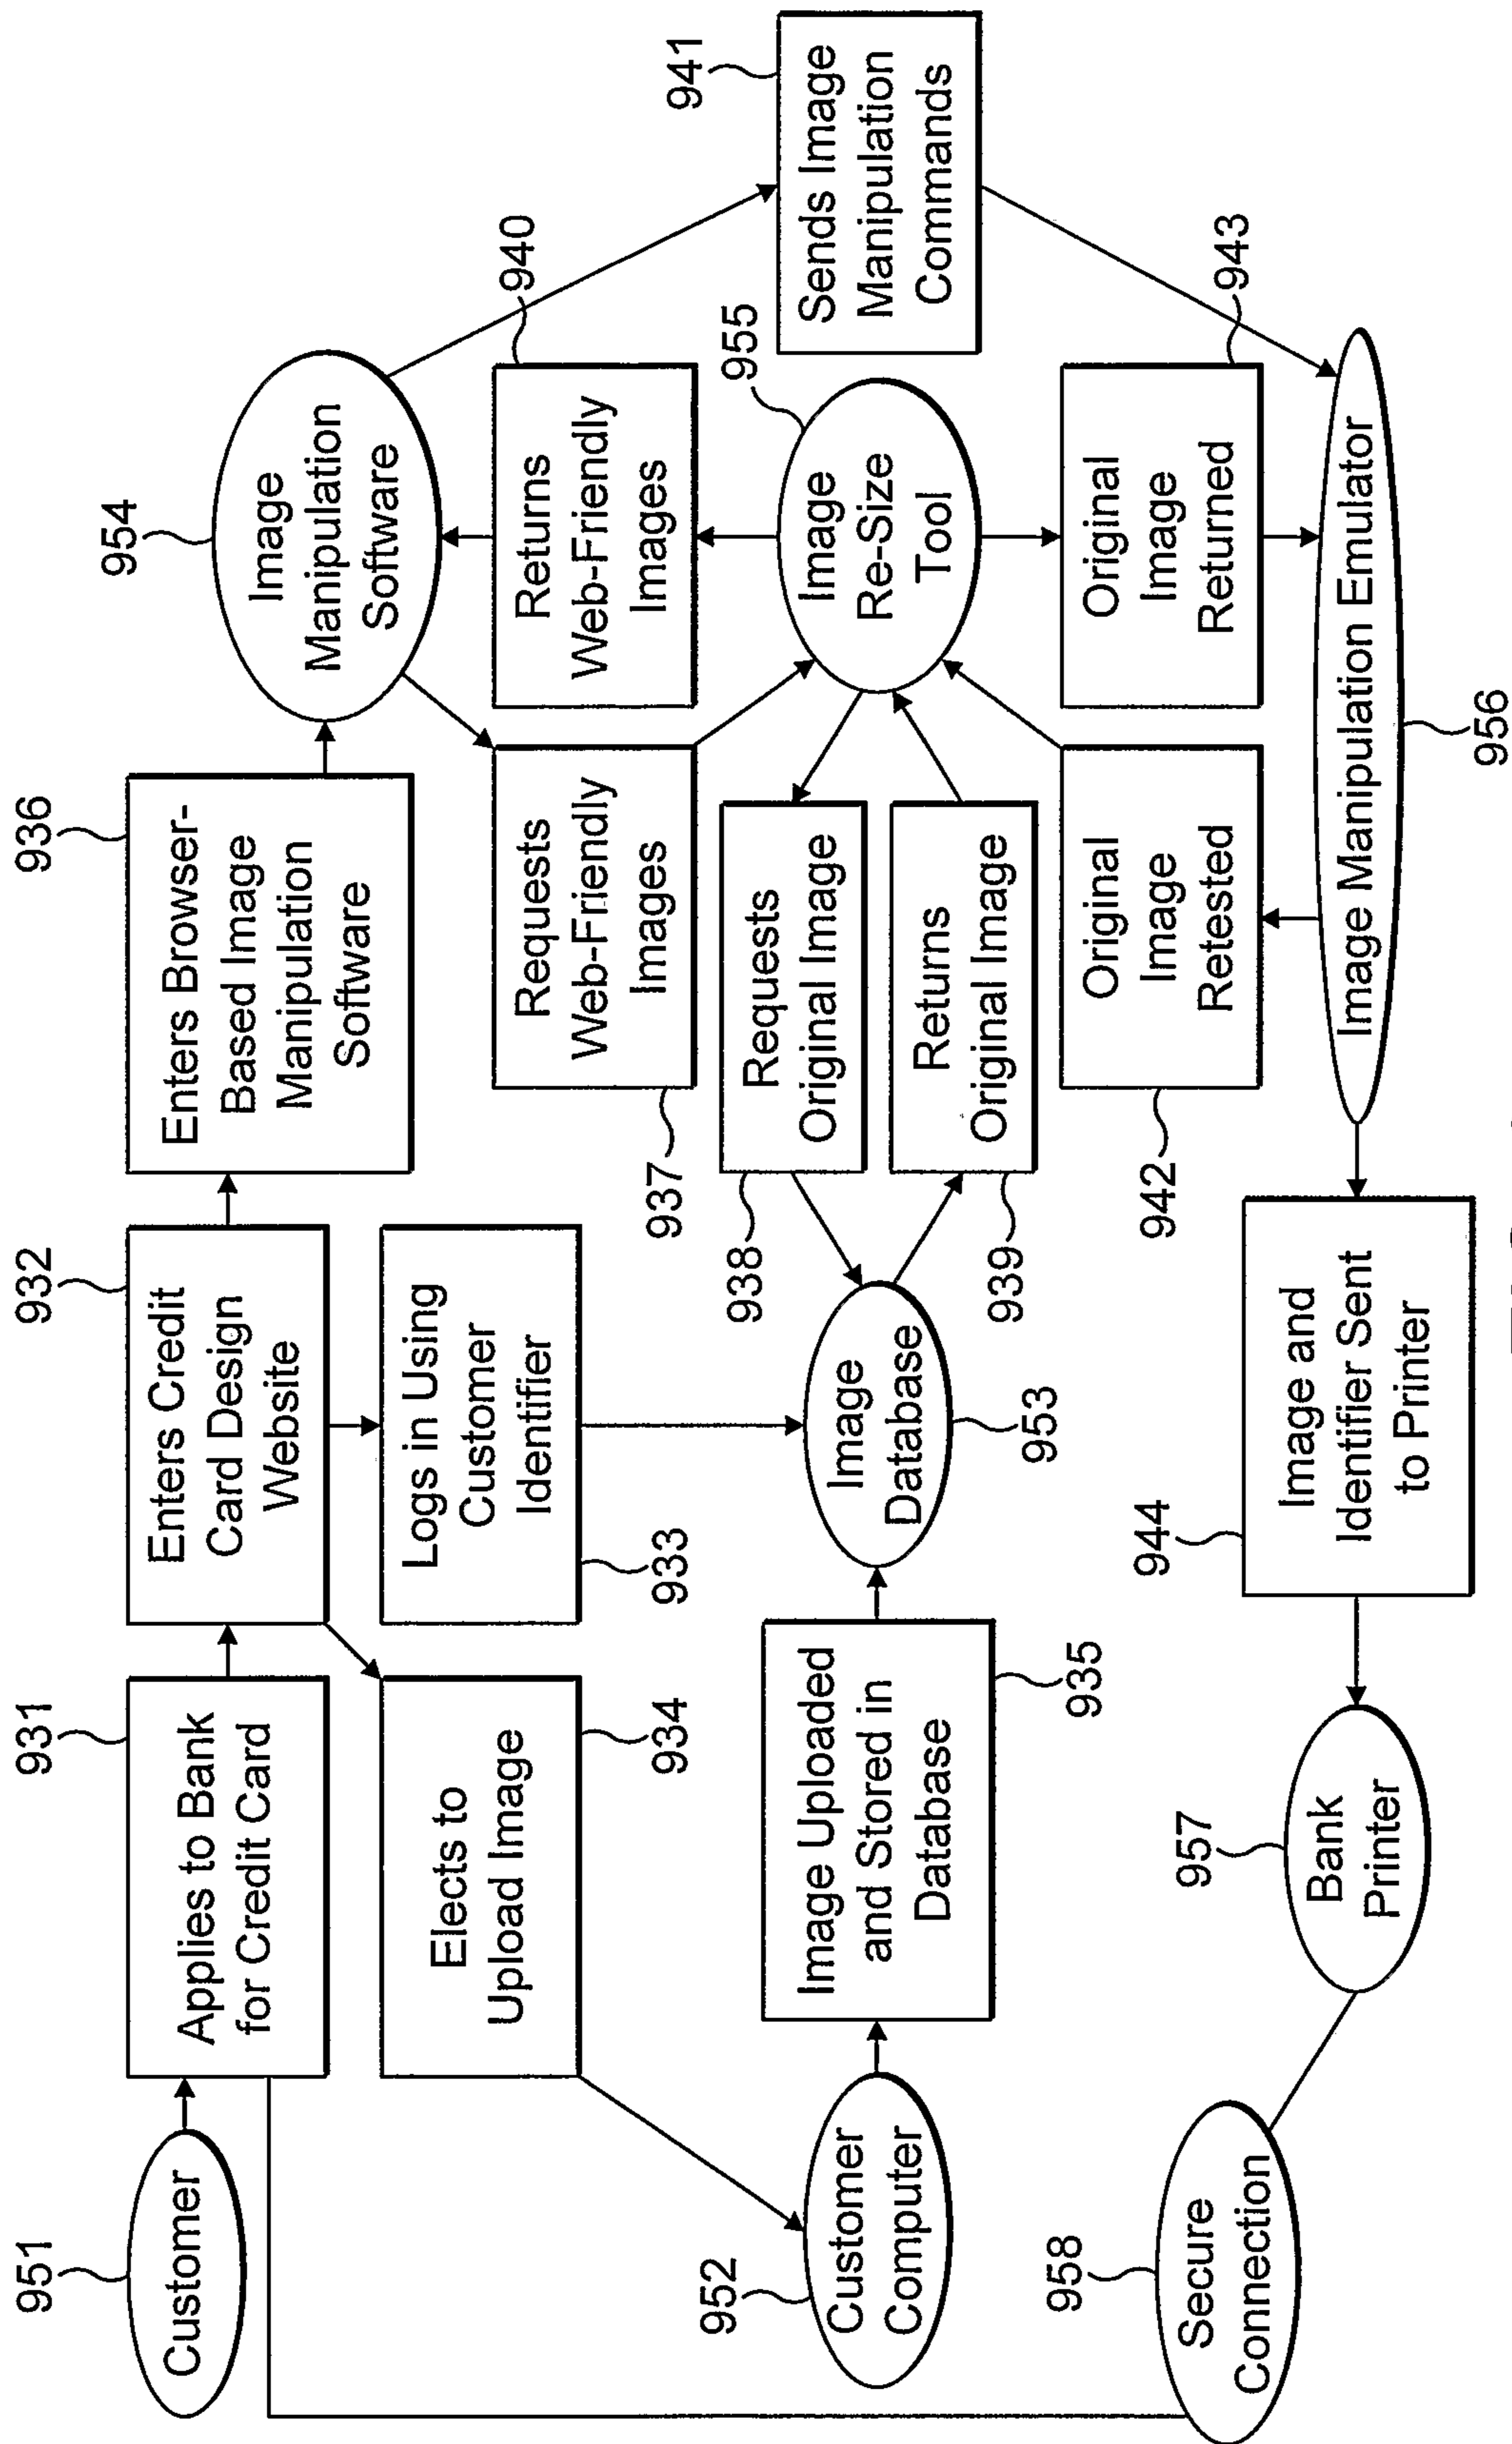 951
Customer
931
Applies to Bank
for Credit Card
932
Enters Credit
Card Design
Website
936
Enters Browser-
Based Image
Manipulation
Software
954
Image
Manipulation
Software
934
Elects to
Upload Image
933
Logs in Using
Customer
Identifier
937
Requests
Web-Friendly
Images
940
Returns
Web-Friendly
Images
941
Sends Image
Manipulation
Commands
952
Customer
Computer
935
Image Uploaded
and Stored in
Database
953
Image
Database
938
Requests
Original Image
939
Returns
Original Image
955
Image
Re-Size
Tool
942
Original
Image
Retested
943
Original
Image
Returned
958
Secure
Connection
957
Bank
Printer
944
Image and
Identifier Sent
to Printer
956
Image Manipulation Emulator